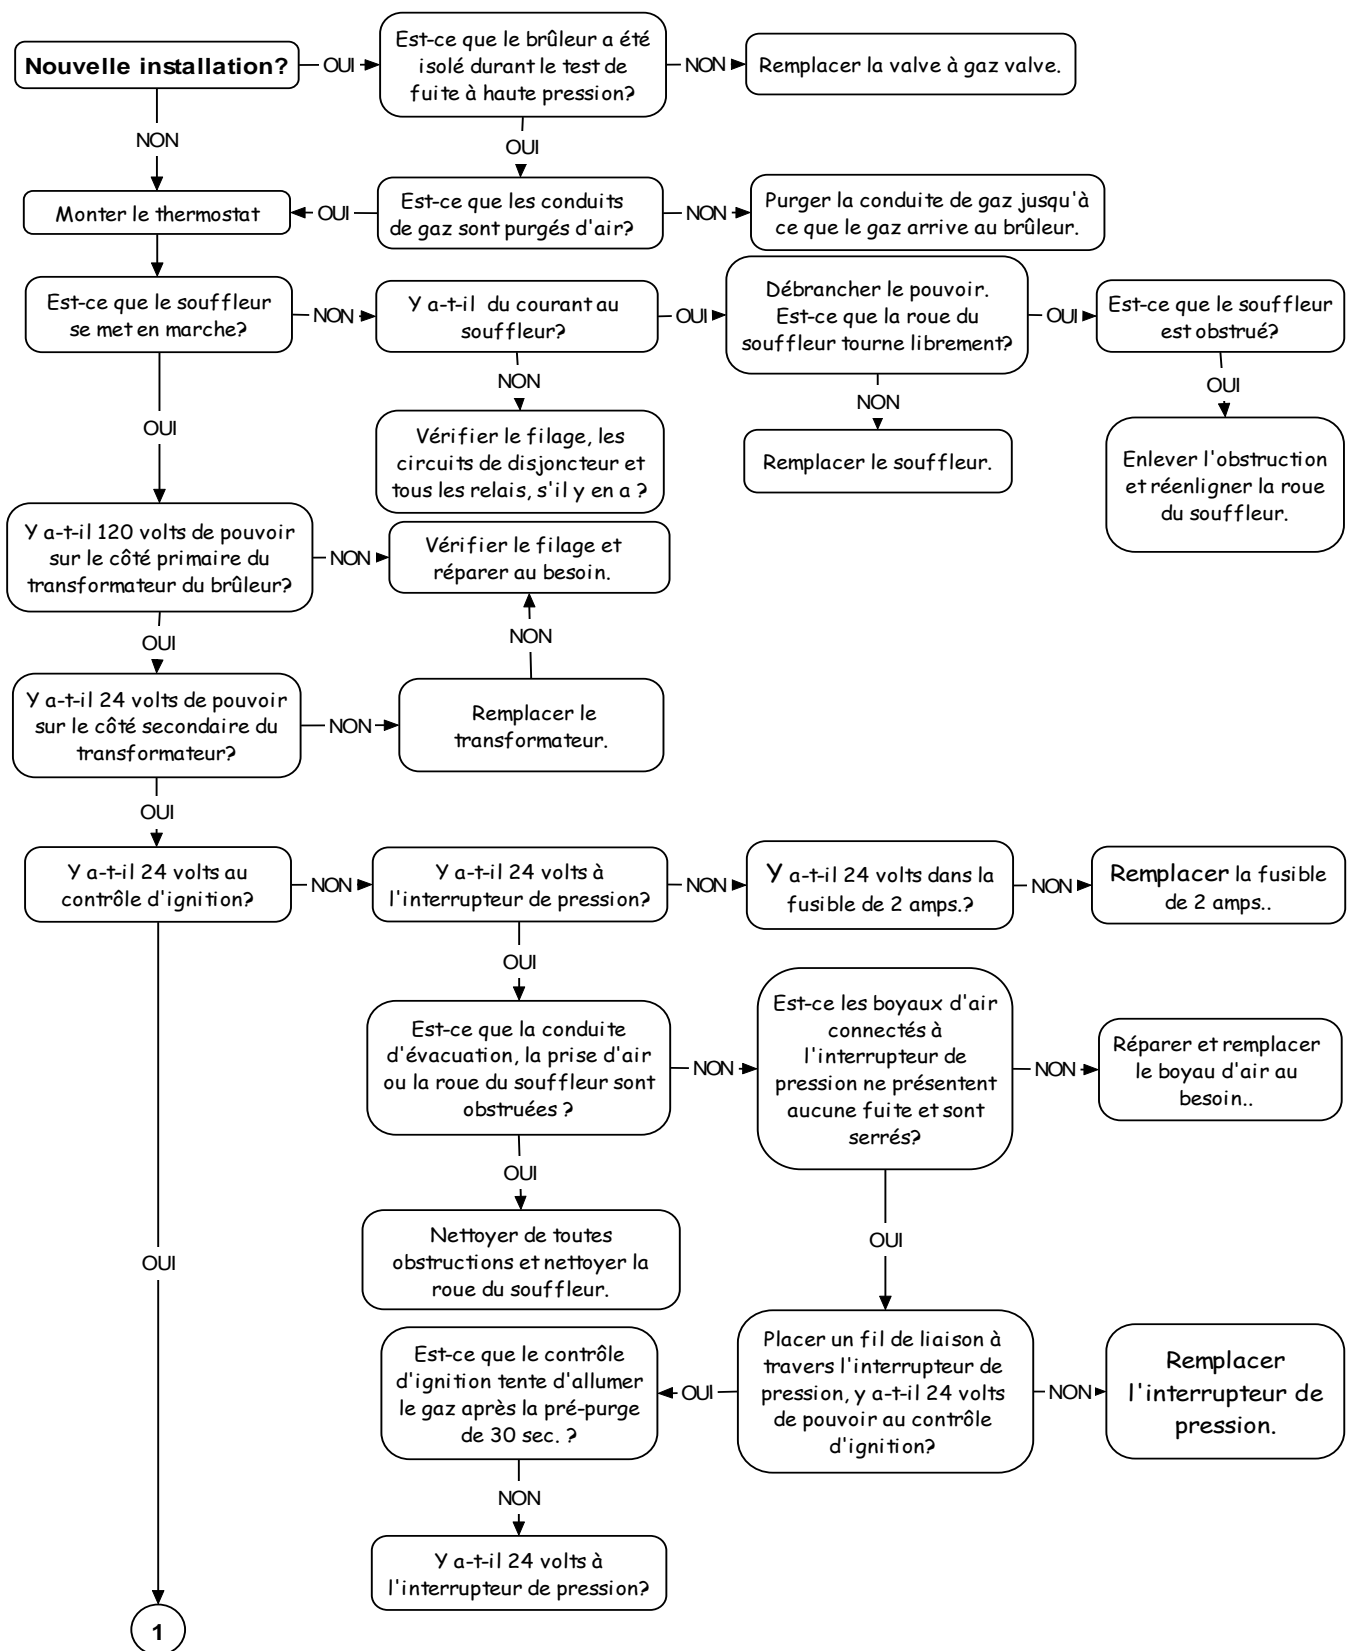 Nouvelle installation?
OUI
Est-ce que le brûleur a été
isolé durant le test de
fuite à haute pression?
NON
Remplacer la valve à gaz valve.
NON
OUI
Monter le thermostat
OUI
Est-ce que les conduits
de gaz sont purgés d'air?
NON
Purger la conduite de gaz jusqu'à
ce que le gaz arrive au brûleur.
Est-ce que le souffleur
se met en marche?
NON
Y a-t-il du courant au
souffleur?
OUI
Débrancher le pouvoir.
Est-ce que la roue du
souffleur tourne librement?
OUI
Est-ce que le souffleur
est obstrué?
OUI
NON
NON
OUI
Vérifier le filage, les
circuits de disjoncteur et
tous les relais, s'il y en a ?
Remplacer le souffleur.
Enlever l'obstruction
et réenligner la roue
du souffleur.
Y a-t-il 120 volts de pouvoir
sur le côté primaire du
transformateur du brûleur?
NON
Vérifier le filage et
réparer au besoin.
OUI
NON
Y a-t-il 24 volts de pouvoir
sur le côté secondaire du
transformateur?
NON
Remplacer le
transformateur.
OUI
Y a-t-il 24 volts au
contrôle d'ignition?
NON
Y a-t-il 24 volts à
l'interrupteur de pression?
NON
Y a-t-il 24 volts dans la
fusible de 2 amps.?
NON
Remplacer la fusible
de 2 amps..
OUI
Est-ce que la conduite
d'évacuation, la prise d'air
ou la roue du souffleur sont
obstruées ?
NON
Est-ce les boyaux d'air
connectés à
l'interrupteur de
pression ne présentent
aucune fuite et sont
serrés?
NON
Réparer et remplacer
le boyau d'air au
besoin..
OUI
Nettoyer de toutes
obstructions et nettoyer la
roue du souffleur.
OUI
OUI
Est-ce que le contrôle
d'ignition tente d'allumer
le gaz après la pré-purge
de 30 sec. ?
OUI
Placer un fil de liaison à
travers l'interrupteur de
pression, y a-t-il 24 volts
de pouvoir au contrôle
d'ignition?
NON
Remplacer
l'interrupteur de
pression.
NON
Y a-t-il 24 volts à
l'interrupteur de pression?
1